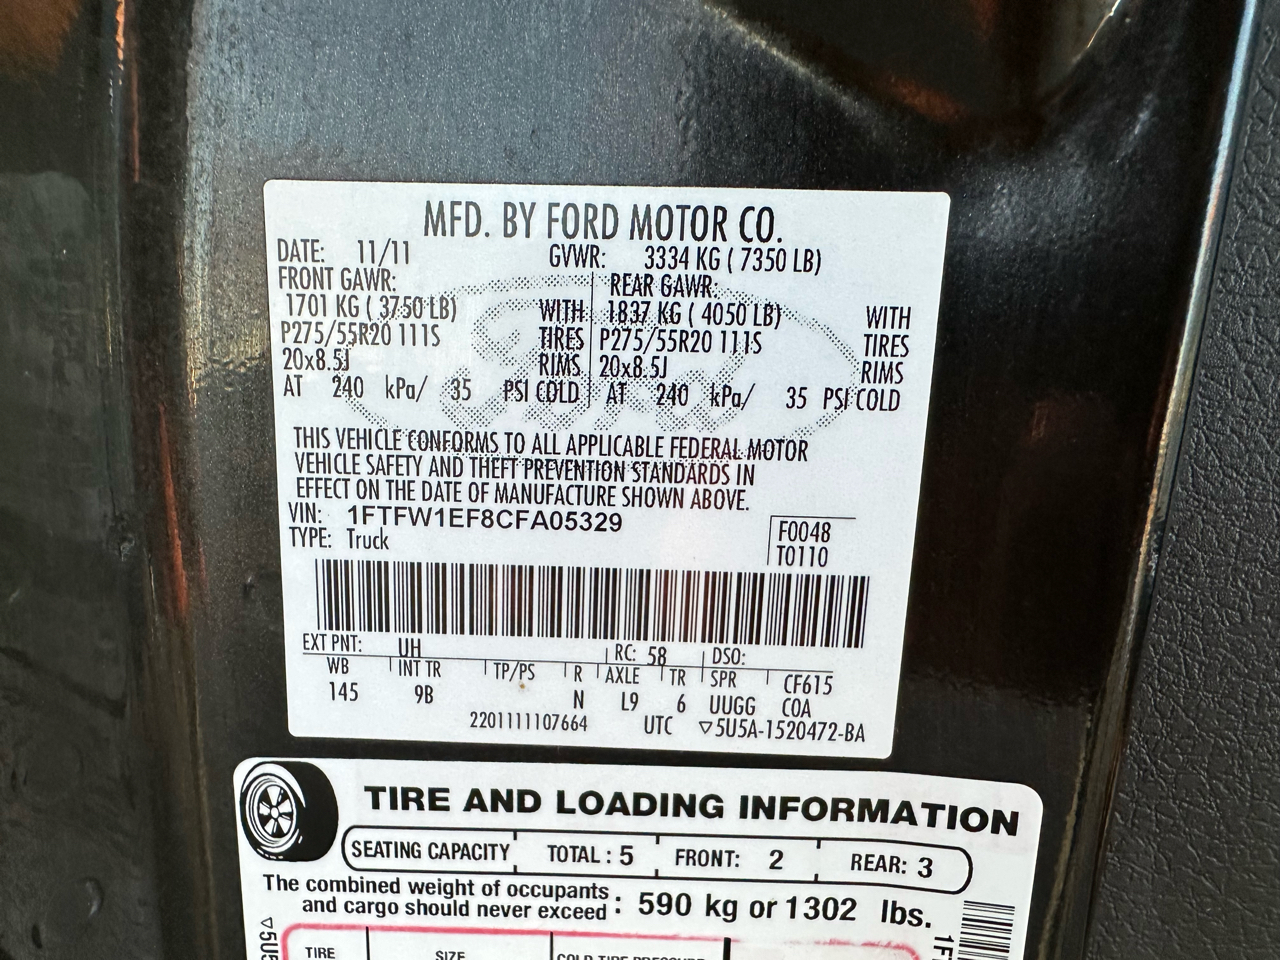 MFD. BY FORD MOTOR CO.
DATE: 11/11 GVWR: 3334 KG ( 7350 LB)
FRONT GAWR: REAR GAWR:
1701 KG ( 3750 LB) WITH 1837 KG ( 4050 LB) WITH
P275/55R20 111S TIRES P275/55R20 111S TIRES
20x8.5J RIMS 20x8.5J RIMS
AT 240 kPa/ 35 PSI COLD AT 240 kPa/ 35 PSI COLD
THIS VEHICLE CONFORMS TO ALL APPLICABLE FEDERAL MOTOR
VEHICLE SAFETY AND THEFT PREVENTION STANDARDS IN
EFFECT ON THE DATE OF MANUFACTURE SHOWN ABOVE.
VIN: 1FTFW1EF8CFA05329 F0048
TYPE: Truck T0110
EXT PNT: UH RC: 58 DSO:
WB INT TR TP/PS R AXLE TR SPR CF615
145 9B N L9 6 UUGG COA
2201111107664 UTC ▽5U5A-1520472-BA
TIRE AND LOADING INFORMATION
SEATING CAPACITY TOTAL : 5 FRONT: 2 REAR: 3
The combined weight of occupants
and cargo should never exceed : 590 kg or 1302 lbs.
TIRE SIZE COLD TIRE PRESSURE
▽5U5
1F